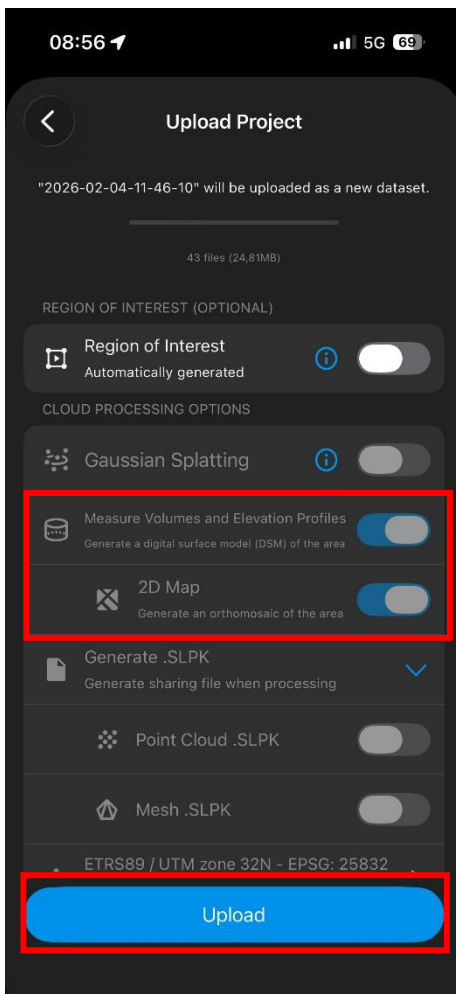 08:56
5G 69
Upload Project
"2026-02-04-11-46-10" will be uploaded as a new dataset.
43 files (24,81MB)
REGION OF INTEREST (OPTIONAL)
Region of Interest
Automatically generated
CLOUD PROCESSING OPTIONS
Gaussian Splatting
Measure Volumes and Elevation Profiles
Generate a digital surface model (DSM) of the area
2D Map
Generate an orthomosaic of the area
Generate .SLPK
Generate sharing file when processing
Point Cloud .SLPK
Mesh .SLPK
ETRS89 / UTM zone 32N - EPSG: 25832
Upload